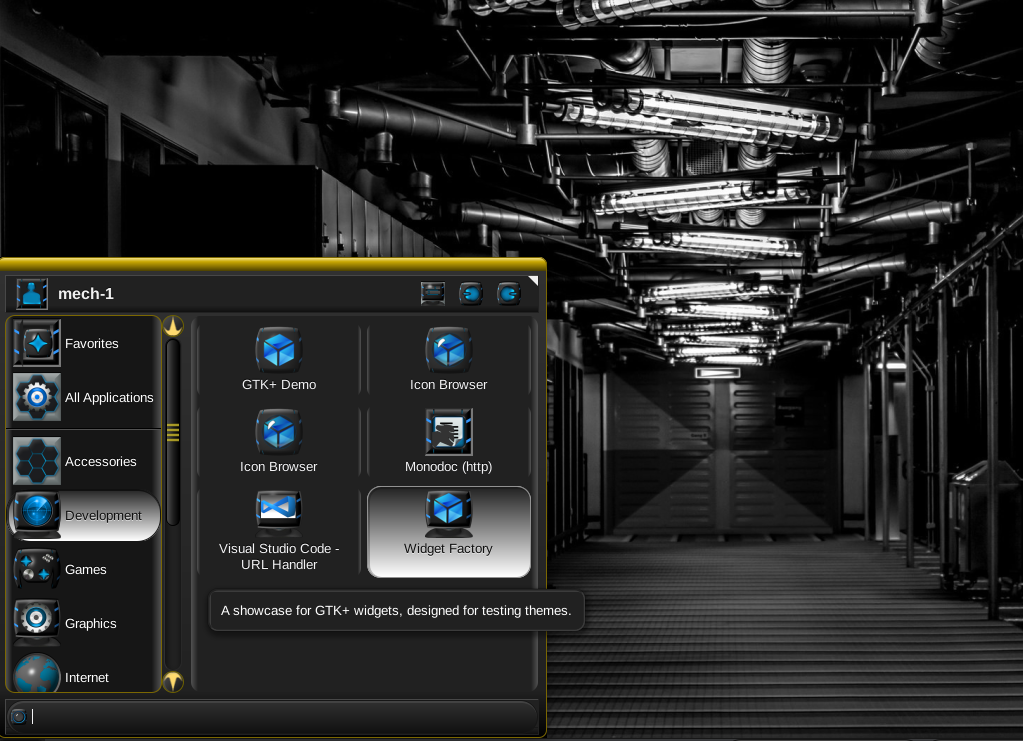 mech-1
Favorites
All Applications
Accessories
Development
Games
Graphics
Internet
GTK+ Demo
Icon Browser
Icon Browser
Monodoc (http)
Visual Studio Code -
URL Handler
Widget Factory
A showcase for GTK+ widgets, designed for testing themes.